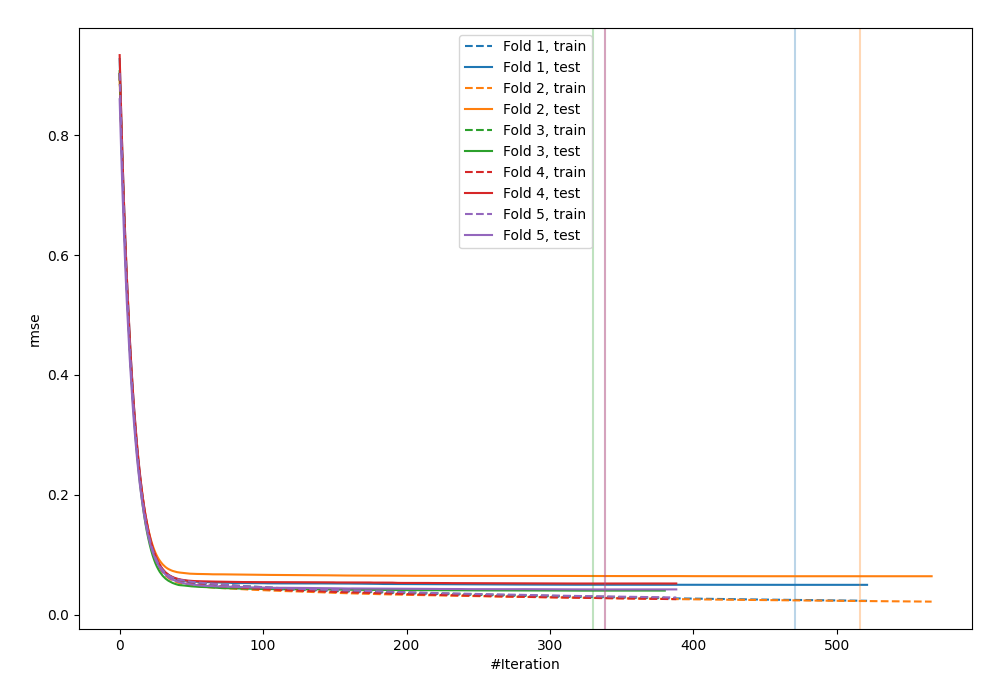 Fold 1, train
Fold 1, test
Fold 2, train
Fold 2, test
Fold 3, train
Fold 3, test
Fold 4, train
Fold 4, test
Fold 5, train
Fold 5, test
rmse
0.8
0.6
0.4
0.2
0.0
0 100 200 300 400 500
#Iteration